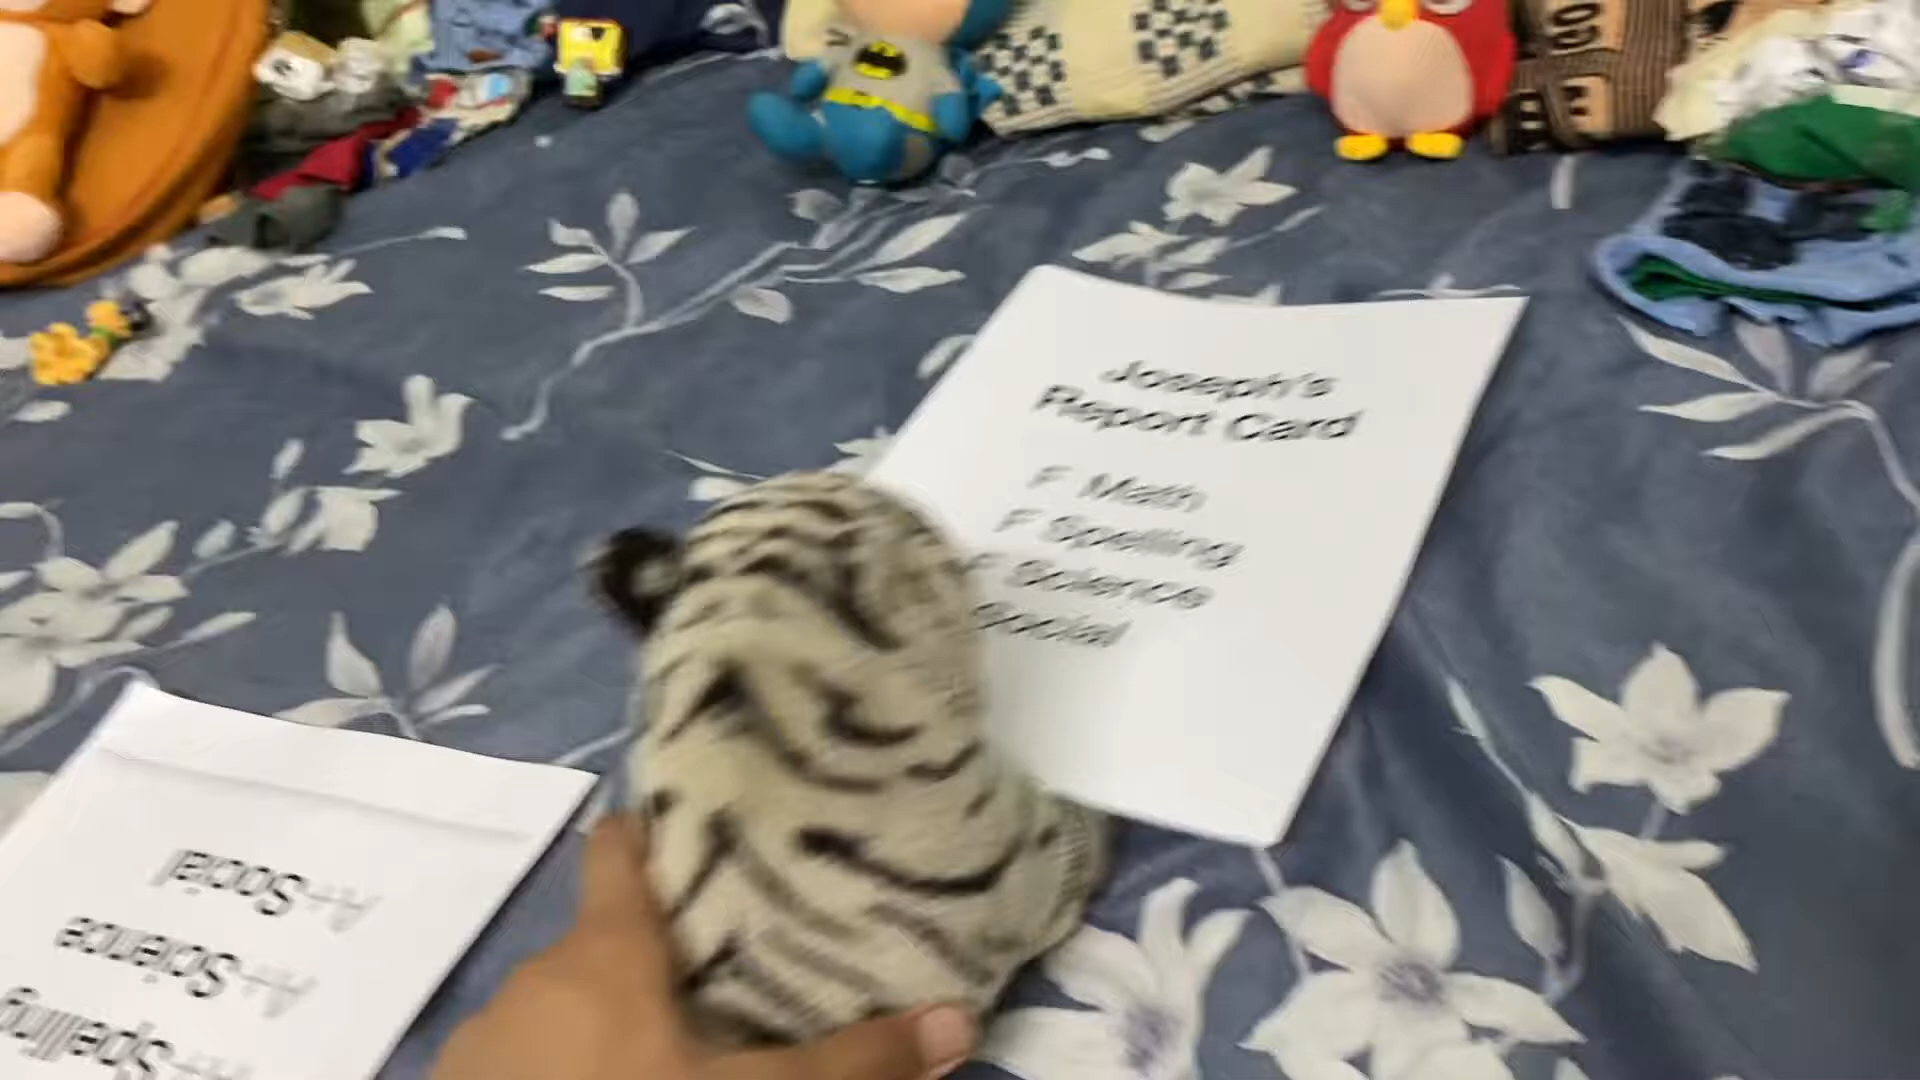 Joseph's
Report Card
F Math
F Spelling
F Science
social
A+ Social
A+ Science
A+ Spelling